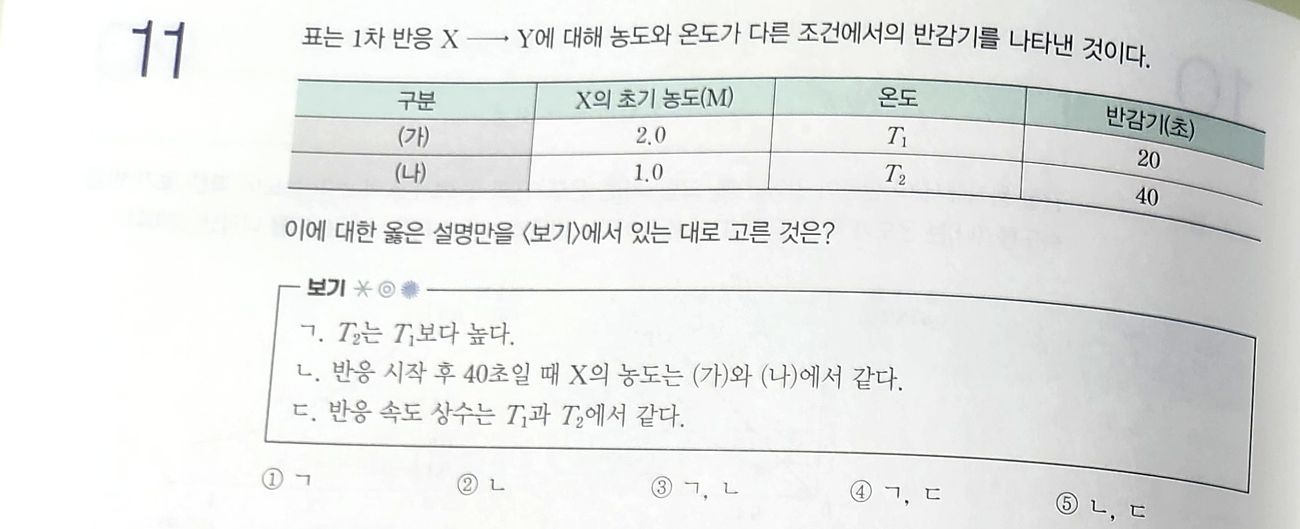 11
표는 1차 반응 X ⟶ Y에 대해 농도와 온도가 다른 조건에서의 반감기를 나타낸 것이다.
구분 X의 초기 농도(M) 온도 반감기(초)
(가) 2.0 T₁ 20
(나) 1.0 T₂ 40
이에 대한 옳은 설명만을 〈보기〉에서 있는 대로 고른 것은?
보기
ㄱ. T₂는 T₁보다 높다.
ㄴ. 반응 시작 후 40초일 때 X의 농도는 (가)와 (나)에서 같다.
ㄷ. 반응 속도 상수는 T₁과 T₂에서 같다.
① ㄱ ② ㄴ ③ ㄱ, ㄴ ④ ㄱ, ㄷ ⑤ ㄴ, ㄷ